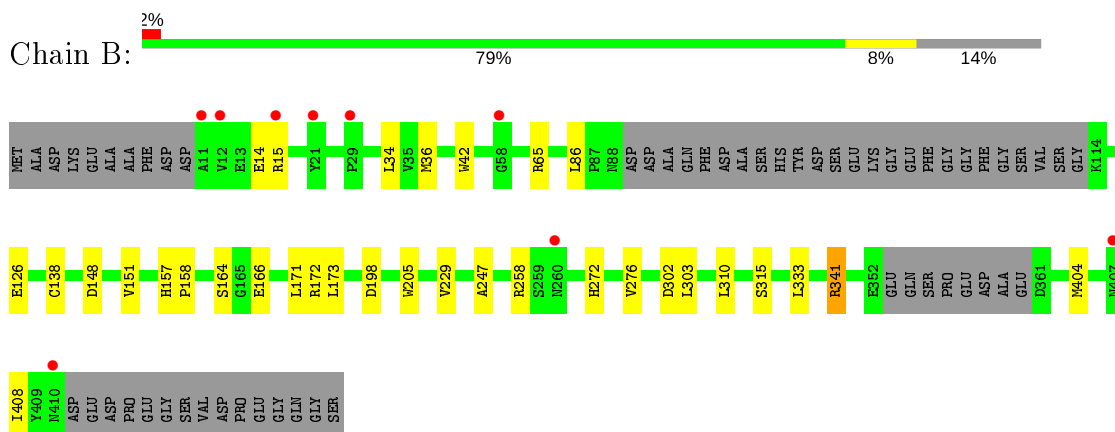 2%
Chain B:
79% 8% 14%
MET ALA ASP LYS GLU ALA ALA PHE ASP ASP A11 V12 E13 E14 R15 Y21 P29 L34 V35 M36 W42 G58 R65 L86 P87 N88 ASP ASP ALA GLN PHE ASP ALA SER HIS TYR ASP SER GLU LYS GLY GLU PHE GLY GLY PHE GLY SER VAL SER GLY K114
E126 C138 D148 V151 H157 P158 S164 G165 E166 L171 R172 L173 D198 W205 V229 A247 R258 S259 N260 H272 V276 D302 L303 L310 S315 L333 R341 E352 GLU GLN SER PRO GLU ASP ALA GLU D361 M404 N407
I408 Y409 N410 ASP GLU ASP PRO GLU GLY SER VAL ASP PRO GLU GLY GLN GLY SER